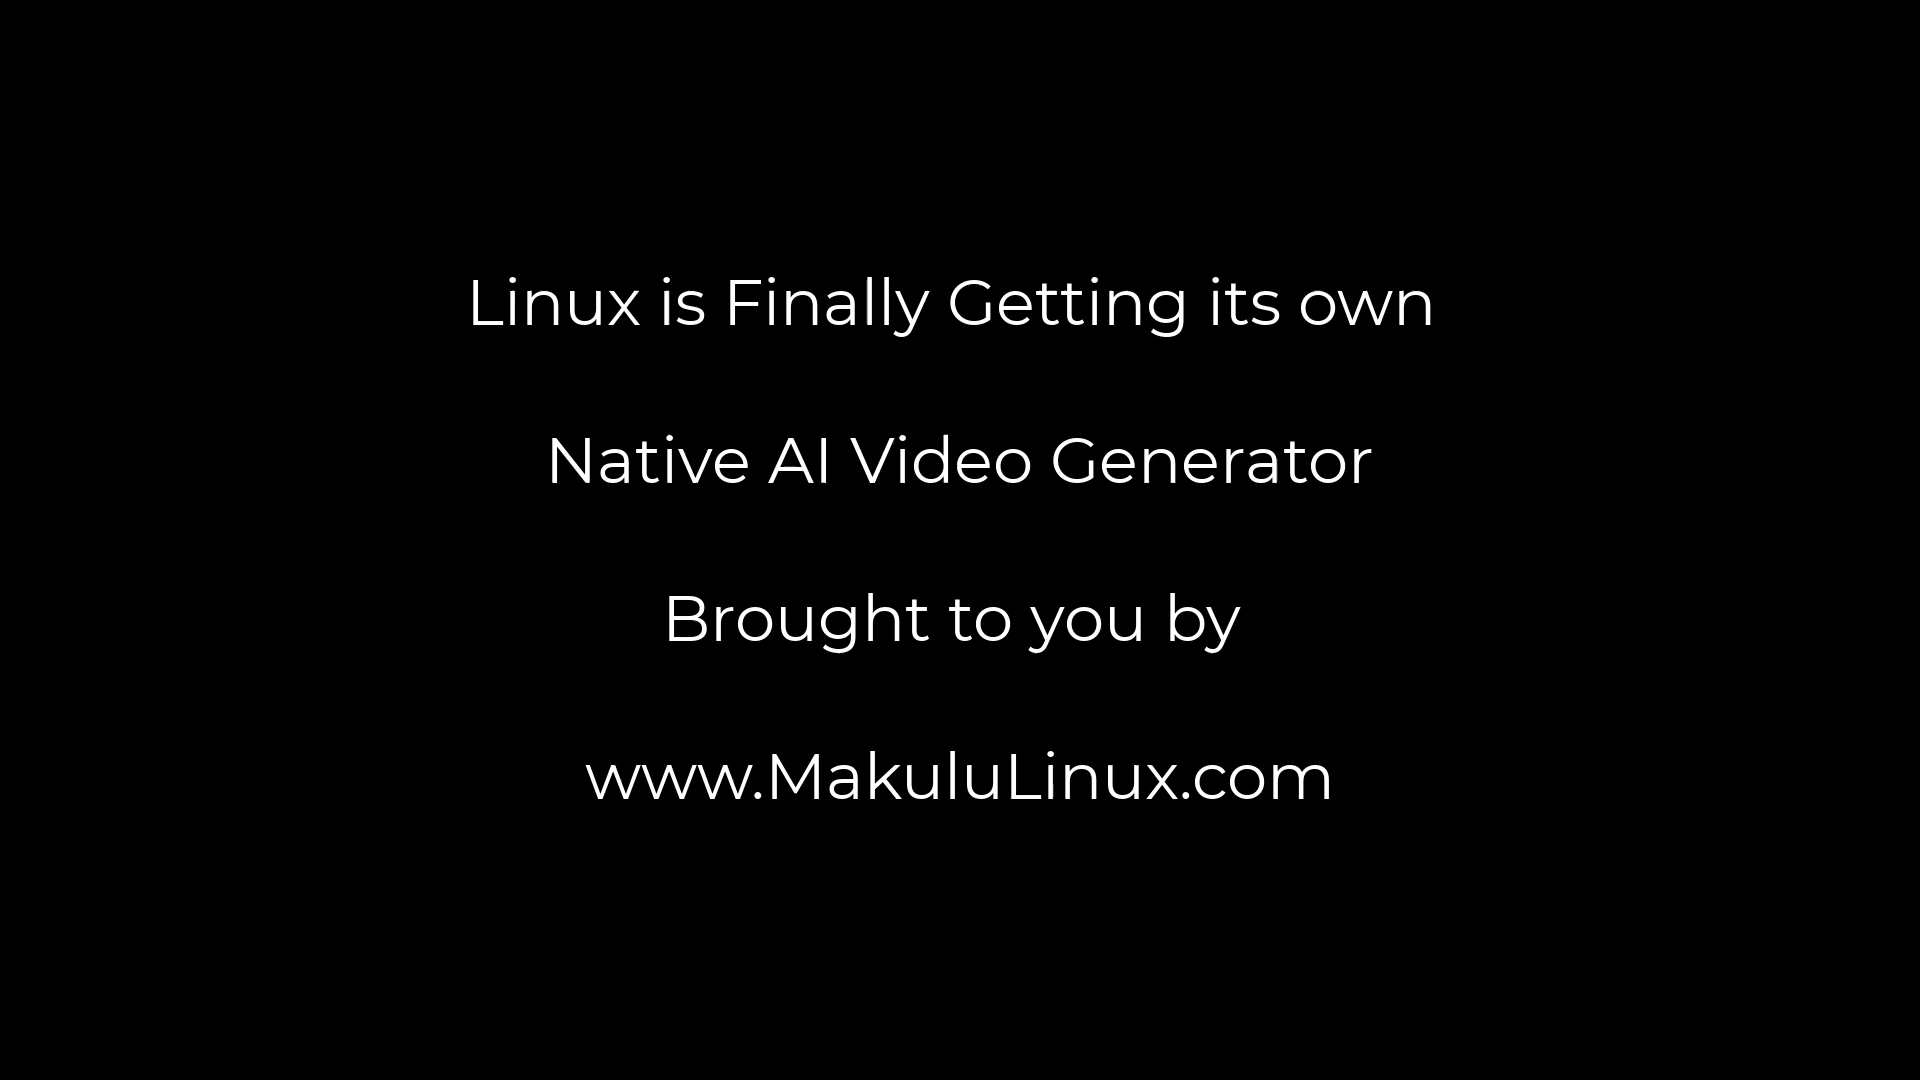 Linux is Finally Getting its own
Native AI Video Generator
Brought to you by
www.MakuluLinux.com